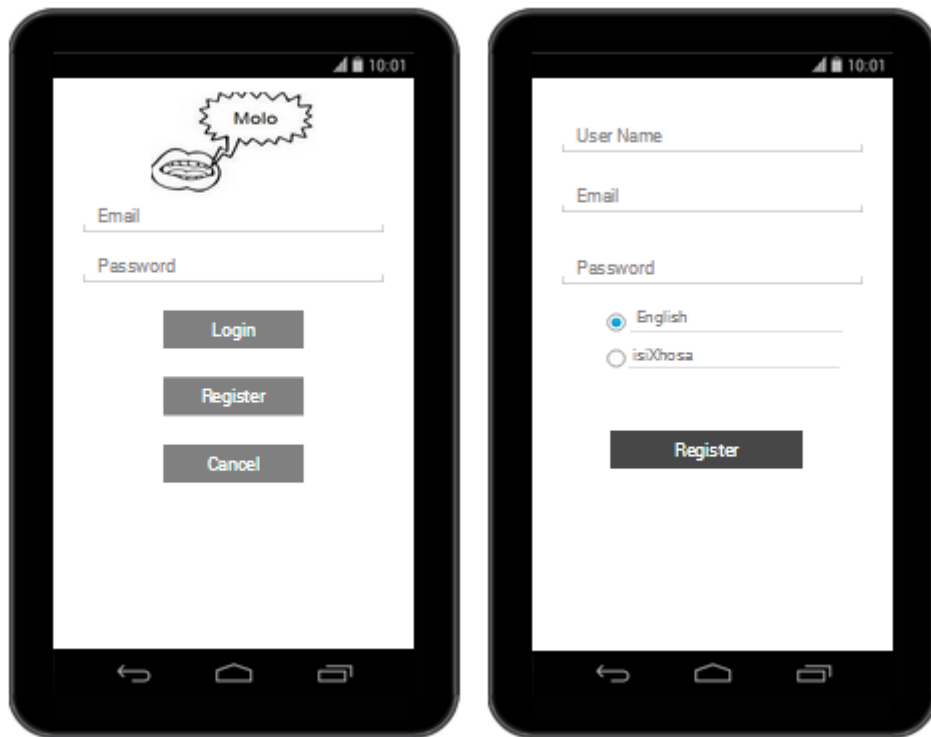 10:01
Molo
Email
Password
Login
Register
Cancel
10:01
User Name
Email
Password
English
isiXhosa
Register